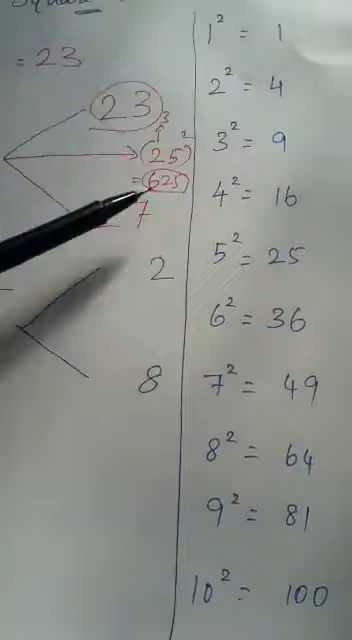 Square
= 23
23
3
↑
(25)²
= 625
7
2
8
1² = 1
2² = 4
3² = 9
4² = 16
5² = 25
6² = 36
7² = 49
8² = 64
9² = 81
10² = 100